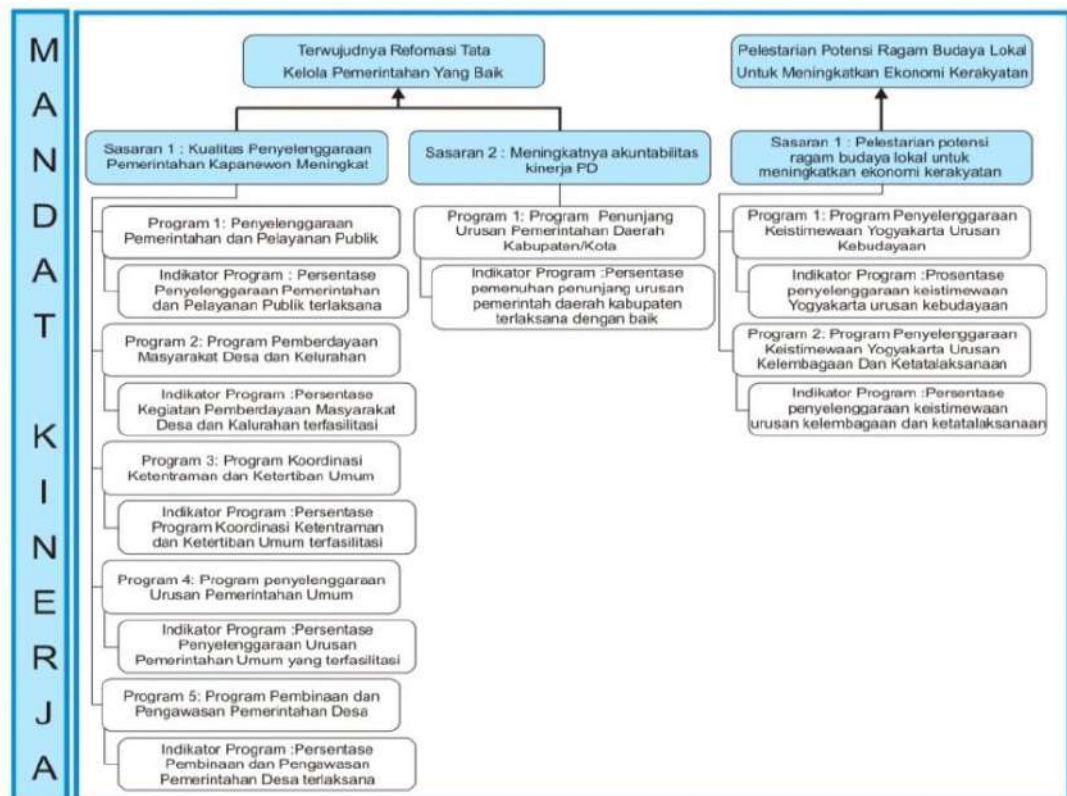 MANDAT KINERJA
Terwujudnya Refomasi Tata
Kelola Pemerintahan Yang Baik
Sasaran 1 : Kualitas Penyelenggaraan
Pemerintahan Kapanewon Meningkat
Program 1: Penyelenggaraan
Pemerintahan dan Pelayanan Publik
Indikator Program : Persentase
Penyelenggaraan Pemerintahan
dan Pelayanan Publik terlaksana
Program 2: Program Pemberdayaan
Masyarakat Desa dan Kelurahan
Indikator Program :Persentase
Kegiatan Pemberdayaan Masyarakat
Desa dan Kalurahan terfasilitasi
Program 3: Program Koordinasi
Ketentraman dan Ketertiban Umum
Indikator Program :Persentase
Program Koordinasi Ketentraman
dan Ketertiban Umum terfasilitasi
Program 4: Program penyelenggaraan
Urusan Pemerintahan Umum
Indikator Program :Persentase
Penyelenggaraan Urusan
Pemerintahan Umum yang terfasilitasi
Program 5: Program Pembinaan dan
Pengawasan Pemerintahan Desa
Indikator Program :Persentase
Pembinaan dan Pengawasan
Pemerintahan Desa terlaksana
Sasaran 2 : Meningkatnya akuntabilitas
kinerja PD
Program 1: Program Penunjang
Urusan Pemerintahan Daerah
Kabupaten/Kota
Indikator Program :Persentase
pemenuhan penunjang urusan
pemerintah daerah kabupaten
terlaksana dengan baik
Pelestarian Potensi Ragam Budaya Lokal
Untuk Meningkatkan Ekonomi Kerakyatan
Sasaran 1 : Pelestarian potensi
ragam budaya lokal untuk
meningkatkan ekonomi kerakyatan
Program 1: Program Penyelenggaraan
Keistimewaan Yogyakarta Urusan
Kebudayaan
Indikator Program :Prosentase
penyelenggaraan keistimewaan
Yogyakarta urusan kebudayaan
Program 2: Program Penyelenggaraan
Keistimewaan Yogyakarta Urusan
Kelembagaan Dan Ketatalaksanaan
Indikator Program :Persentase
penyelenggaraan keistimewaan
urusan kelembagaan dan ketatalaksanaan